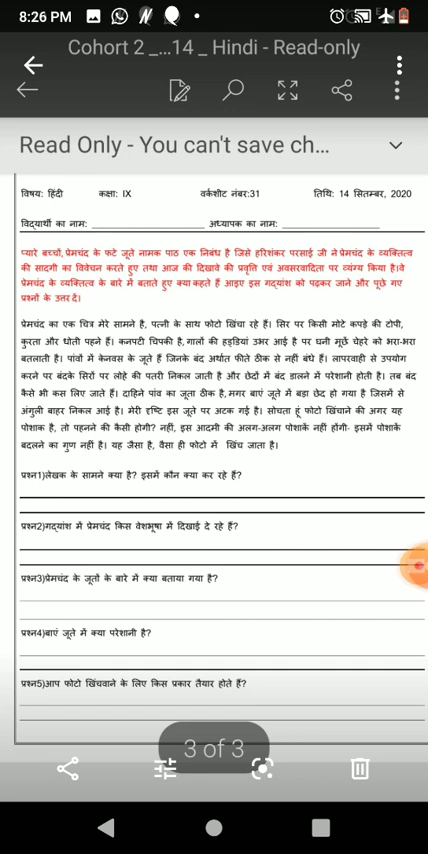 8:26 PM
Cohort 2 _...14 _ Hindi - Read-only
Read Only - You can't save ch...
विषय: हिंदी कक्षा: IX वर्कशीट नंबर:31 तिथि: 14 सितम्बर, 2020
विद्यार्थी का नाम: अध्यापक का नाम:
प्यारे बच्चों,प्रेमचंद के फटे जूते नामक पाठ एक निबंध है जिसे हरिशंकर परसाई जी ने प्रेमचंद के व्यक्तित्व
की सादगी का विवेचन करते हुए तथा आज की दिखावे की प्रवृति एवं अवसरवादिता पर व्यंग्य किया है।वे
प्रेमचंद के व्यक्तित्व के बारे में बताते हुए क्या कहते हैं आइए इस गद्यांश को पढ़कर जाने और पूछे गए
प्रश्नों के उत्तर दें।
प्रेमचंद का एक चित्र मेरे सामने है, पत्नी के साथ फोटो खिंचा रहे हैं। सिर पर किसी मोटे कपड़े की टोपी,
कुरता और धोती पहने हैं। कनपटी चिपकी है,गालों की हड्डियां उभर आई है पर घनी मूछें चेहरे को भरा-भरा
बतलाती है। पांवों में केनवस के जूते हैं जिनके बंद अर्थात फीते ठीक से नहीं बंधे हैं। लापरवाही से उपयोग
करने पर बंदके सिरों पर लोहे की पतरी निकल जाती है और छेदों में बंद डालने में परेशानी होती है। तब बंद
कैसे भी कस लिए जाते हैं। दाहिने पांव का जूता ठीक है,मगर बाएं जूते में बड़ा छेद हो गया है जिसमें से
अंगुली बाहर निकल आई है। मेरी दृष्टि इस जूते पर अटक गई है। सोचता हूं फोटो खिंचाने की अगर यह
पोशाक है, तो पहनने की कैसी होगी? नहीं, इस आदमी की अलग-अलग पोशाकें नहीं होंगी- इसमें पोशाकें
बदलने का गुण नहीं है। यह जैसा है, वैसा ही फोटो में खिंच जाता है।
प्रश्न1)लेखक के सामने क्या है? इसमें कौन क्या कर रहे हैं?
प्रश्न2)गद्यांश में प्रेमचंद किस वेशभूषा में दिखाई दे रहे हैं?
प्रश्न3)प्रेमचंद के जूतों के बारे में क्या बताया गया है?
प्रश्न4)बाएं जूते में क्या परेशानी है?
प्रश्न5)आप फोटो खिंचवाने के लिए किस प्रकार तैयार होते हैं?
3 of 3